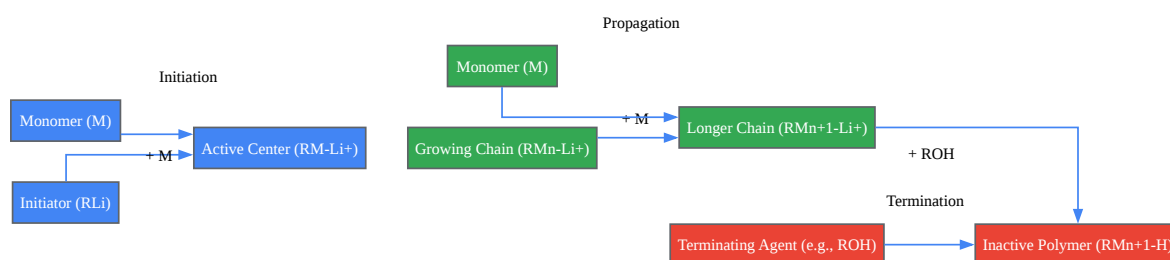 Propagation
Initiation
Monomer (M)
Monomer (M)
+ M
Longer Chain (RMn+1-Li+)
Active Center (RM-Li+)
Growing Chain (RMn-Li+)
+ M
+ ROH
Initiator (RLi)
Termination
Terminating Agent (e.g., ROH)
Inactive Polymer (RMn+1-H)